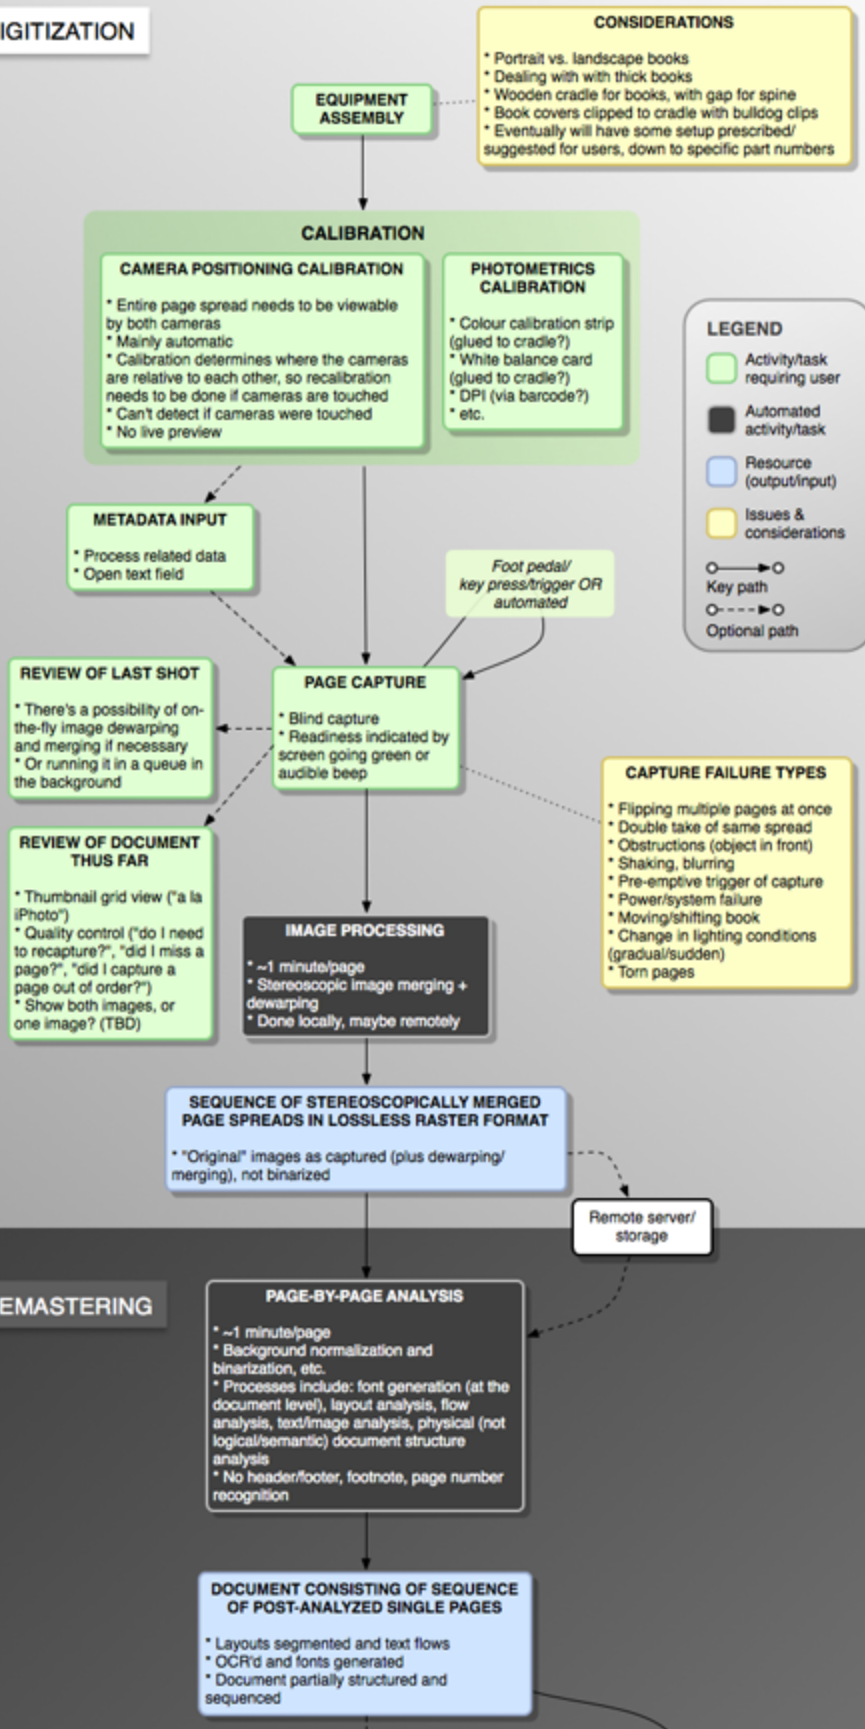 IGITIZATION
CONSIDERATIONS
* Portrait vs. landscape books
* Dealing with with thick books
* Wooden cradle for books, with gap for spine
* Book covers clipped to cradle with bulldog clips
* Eventually will have some setup prescribed/
suggested for users, down to specific part numbers
EQUIPMENT
ASSEMBLY
CALIBRATION
CAMERA POSITIONING CALIBRATION
* Entire page spread needs to be viewable
by both cameras
* Mainly automatic
* Calibration determines where the cameras
are relative to each other, so recalibration
needs to be done if cameras are touched
* Can't detect if cameras were touched
* No live preview
PHOTOMETRICS
CALIBRATION
* Colour calibration strip
(glued to cradle?)
* White balance card
(glued to cradle?)
* DPI (via barcode?)
* etc.
LEGEND
Activity/task
requiring user
Automated
activity/task
Resource
(output/input)
Issues &
considerations
Key path
Optional path
METADATA INPUT
* Process related data
* Open text field
Foot pedal/
key press/trigger OR
automated
REVIEW OF LAST SHOT
* There's a possibility of on-
the-fly image dewarping
and merging if necessary
* Or running it in a queue in
the background
PAGE CAPTURE
* Blind capture
* Readiness indicated by
screen going green or
audible beep
CAPTURE FAILURE TYPES
* Flipping multiple pages at once
* Double take of same spread
* Obstructions (object in front)
* Shaking, blurring
* Pre-emptive trigger of capture
* Power/system failure
* Moving/shifting book
* Change in lighting conditions
(gradual/sudden)
* Torn pages
REVIEW OF DOCUMENT
THUS FAR
* Thumbnail grid view ("a la
iPhoto")
* Quality control ("do I need
to recapture?", "did I miss a
page?", "did I capture a
page out of order?")
* Show both images, or
one image? (TBD)
IMAGE PROCESSING
* ~1 minute/page
* Stereoscopic image merging +
dewarping
* Done locally, maybe remotely
SEQUENCE OF STEREOSCOPICALLY MERGED
PAGE SPREADS IN LOSSLESS RASTER FORMAT
* "Original" images as captured (plus dewarping/
merging), not binarized
Remote server/
storage
EMASTERING
PAGE-BY-PAGE ANALYSIS
* ~1 minute/page
* Background normalization and
binarization, etc.
* Processes include: font generation (at the
document level), layout analysis, flow
analysis, text/image analysis, physical (not
logical/semantic) document structure
analysis
* No header/footer, footnote, page number
recognition
DOCUMENT CONSISTING OF SEQUENCE
OF POST-ANALYZED SINGLE PAGES
* Layouts segmented and text flows
* OCR'd and fonts generated
* Document partially structured and
sequenced